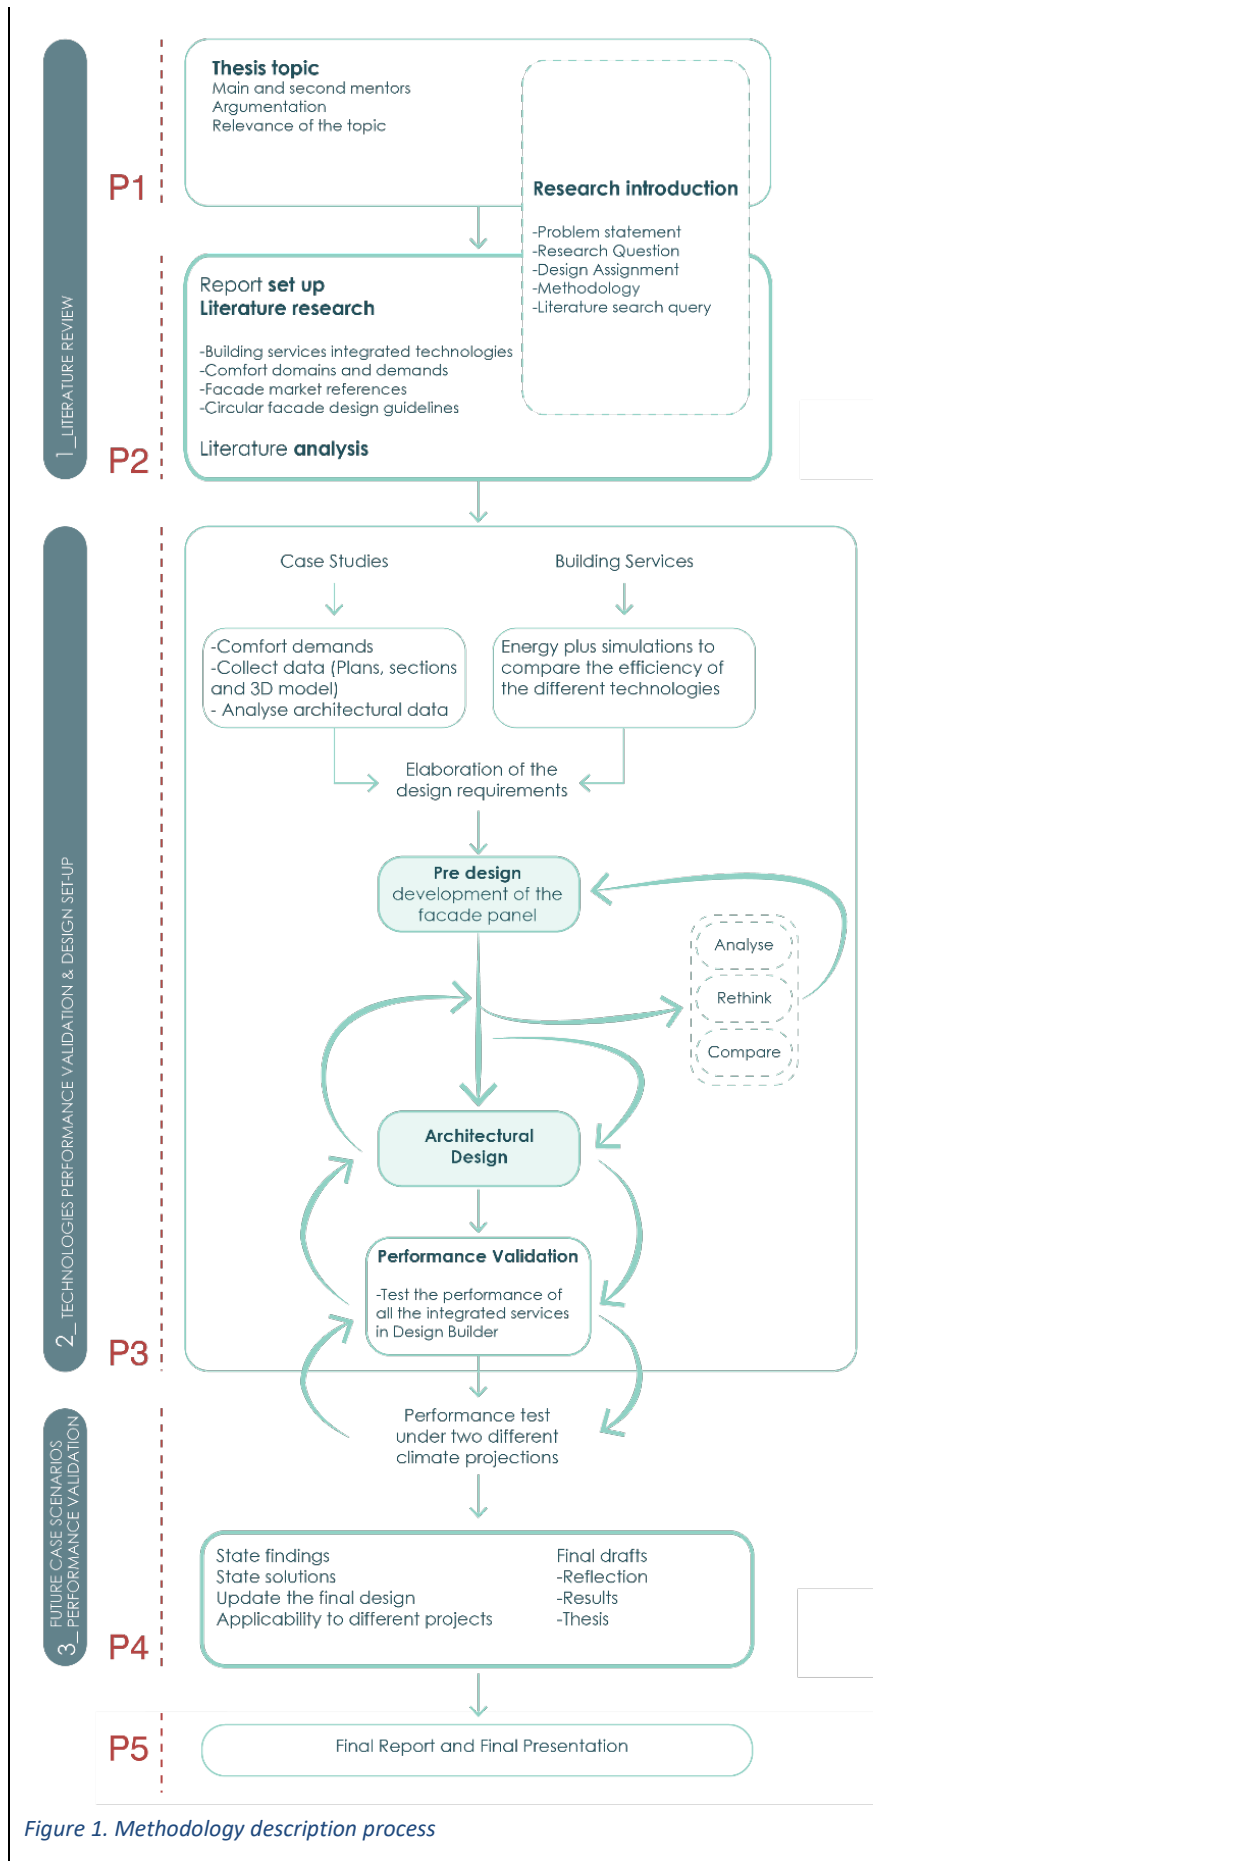 1_LITERATURE REVIEW
P1
Thesis topic
Main and second mentors
Argumentation
Relevance of the topic
Research introduction
-Problem statement
-Research Question
-Design Assignment
-Methodology
-Literature search query
P2
Report set up
Literature research
-Building services integrated technologies
-Comfort domains and demands
-Facade market references
-Circular facade design guidelines
Literature analysis
2_TECHNOLOGIES PERFORMANCE VALIDATION & DESIGN SET-UP
P3
Case Studies
Building Services
-Comfort demands
-Collect data (Plans, sections
and 3D model)
- Analyse architectural data
Energy plus simulations to
compare the efficiency of
the different technologies
Elaboration of the
design requirements
Pre design
development of the
facade panel
Analyse
Rethink
Compare
Architectural
Design
Performance Validation
-Test the performance of
all the integrated services
in Design Builder
3_FUTURE CASE SCENARIOS
PERFORMANCE VALIDATION
P4
Performance test
under two different
climate projections
State findings
State solutions
Update the final design
Applicability to different projects
Final drafts
-Reflection
-Results
-Thesis
P5
Final Report and Final Presentation
Figure 1. Methodology description process